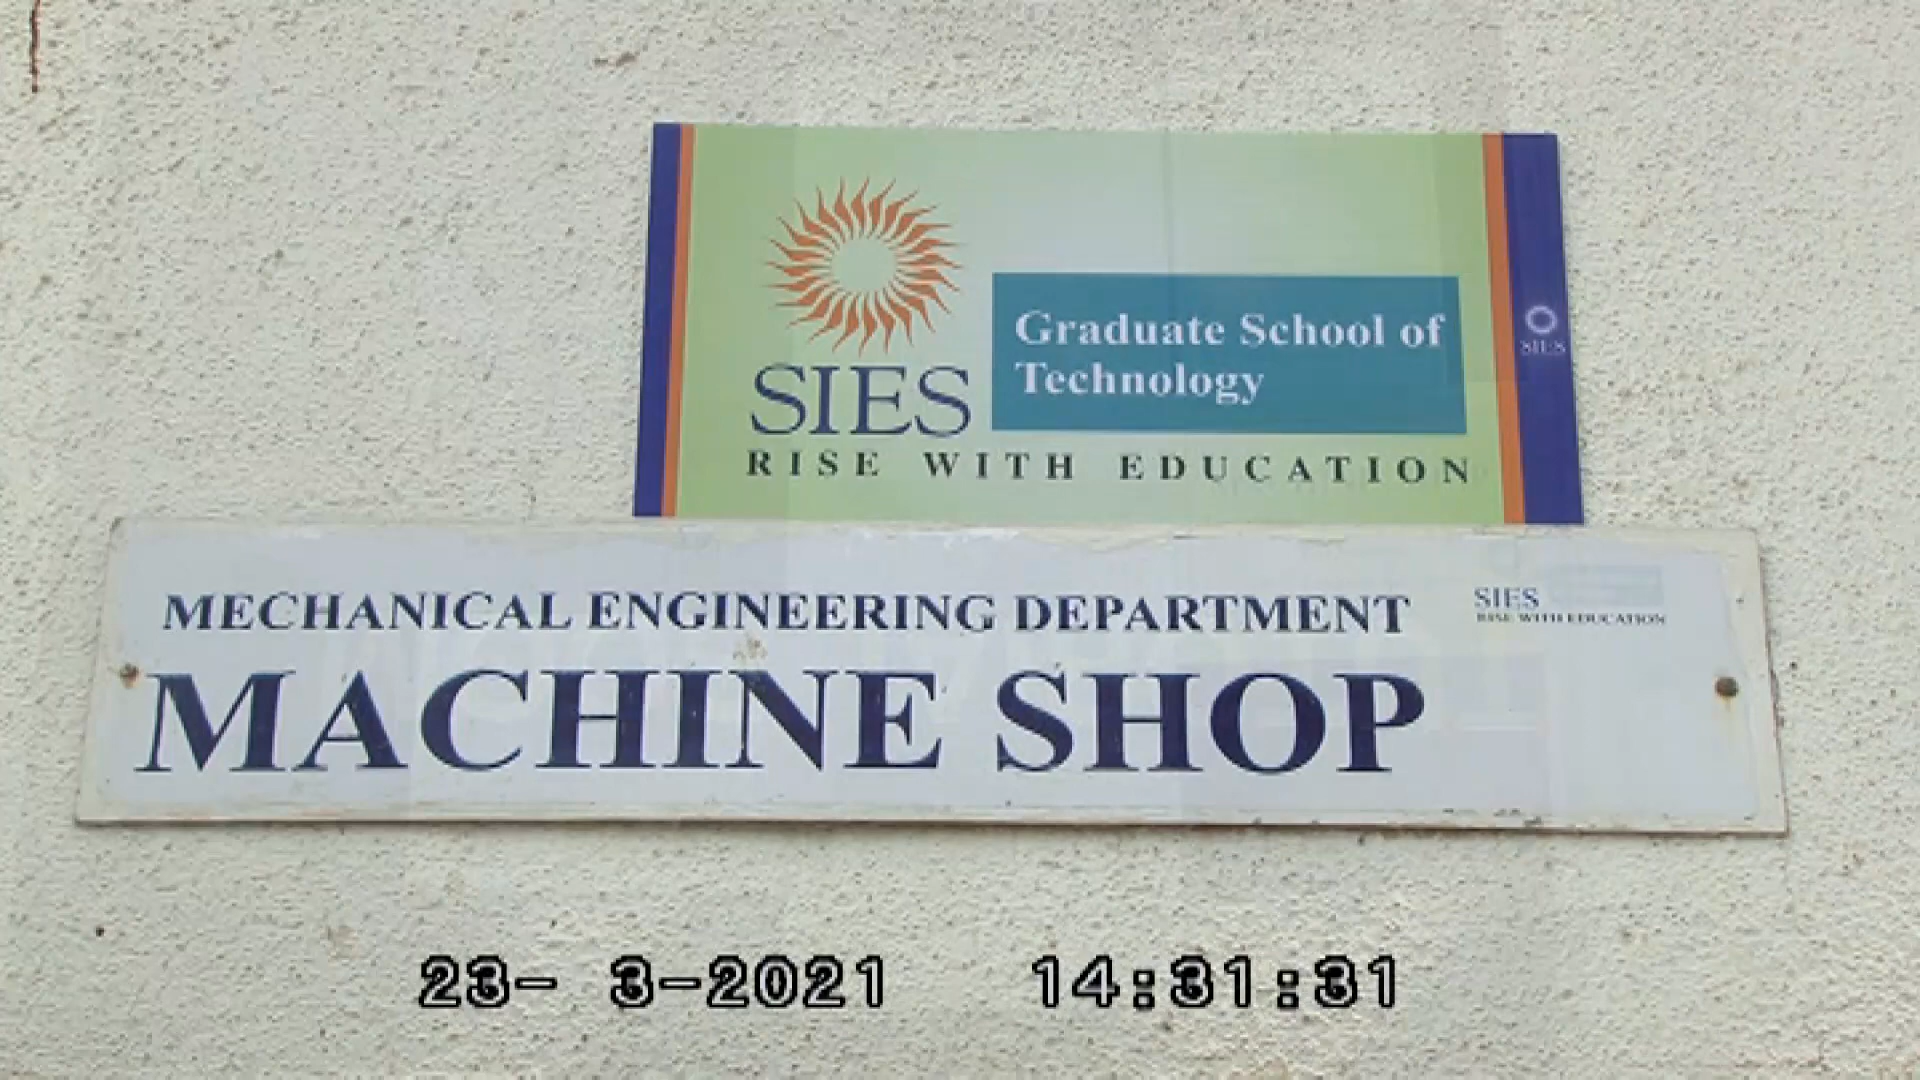 Graduate School of
Technology
SIES
SIES
RISE WITH EDUCATION
MECHANICAL ENGINEERING DEPARTMENT
SIES
RISE WITH EDUCATION
MACHINE SHOP
23- 3-2021 14:31:31